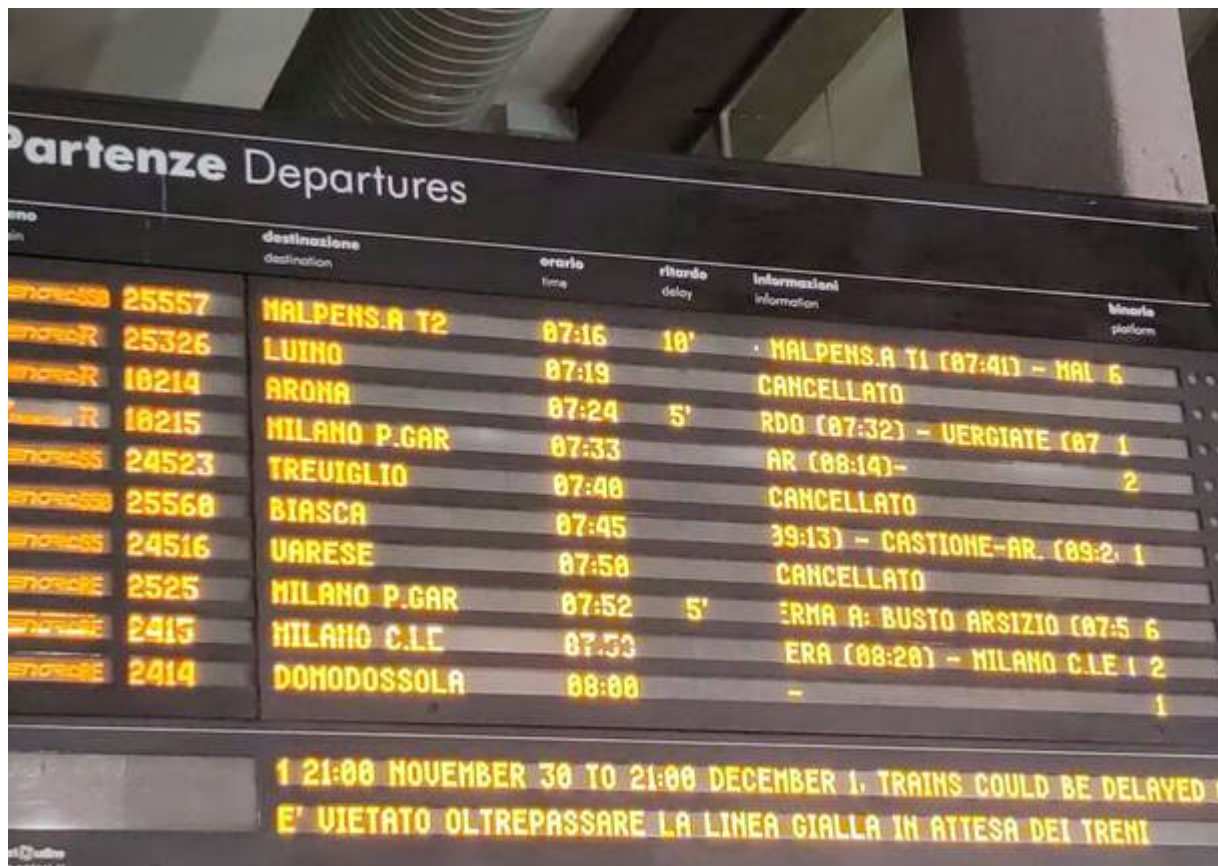 Partenze Departures
destinazione orario ritardo informazioni binario
destination time delay information platform
25557 MALPENS.A T2 07:16 10' · MALPENS.A T1 (07:41) – MAL 6
25326 LUINO 07:19 CANCELLATO
10214 ARONA 07:24 5' RDO (07:32) – VERGIATE (07 1
10215 MILANO P.GAR 07:33 AR (08:14)– 2
24523 TREVIGLIO 07:40 CANCELLATO
25560 BIASCA 07:45 39:13) – CASTIONE-AR. (09:2 1
24516 VARESE 07:50 CANCELLATO
2525 MILANO P.GAR 07:52 5' ERMA A: BUSTO ARSIZIO (07:5 6
2415 MILANO C.LE ERA (08:20) – MILANO C.LE ( 2
2414 DOMODOSSOLA 08:00 – 1
1 21:00 NOVEMBER 30 TO 21:00 DECEMBER 1, TRAINS COULD BE DELAYED
E' VIETATO OLTREPASSARE LA LINEA GIALLA IN ATTESA DEI TRENI